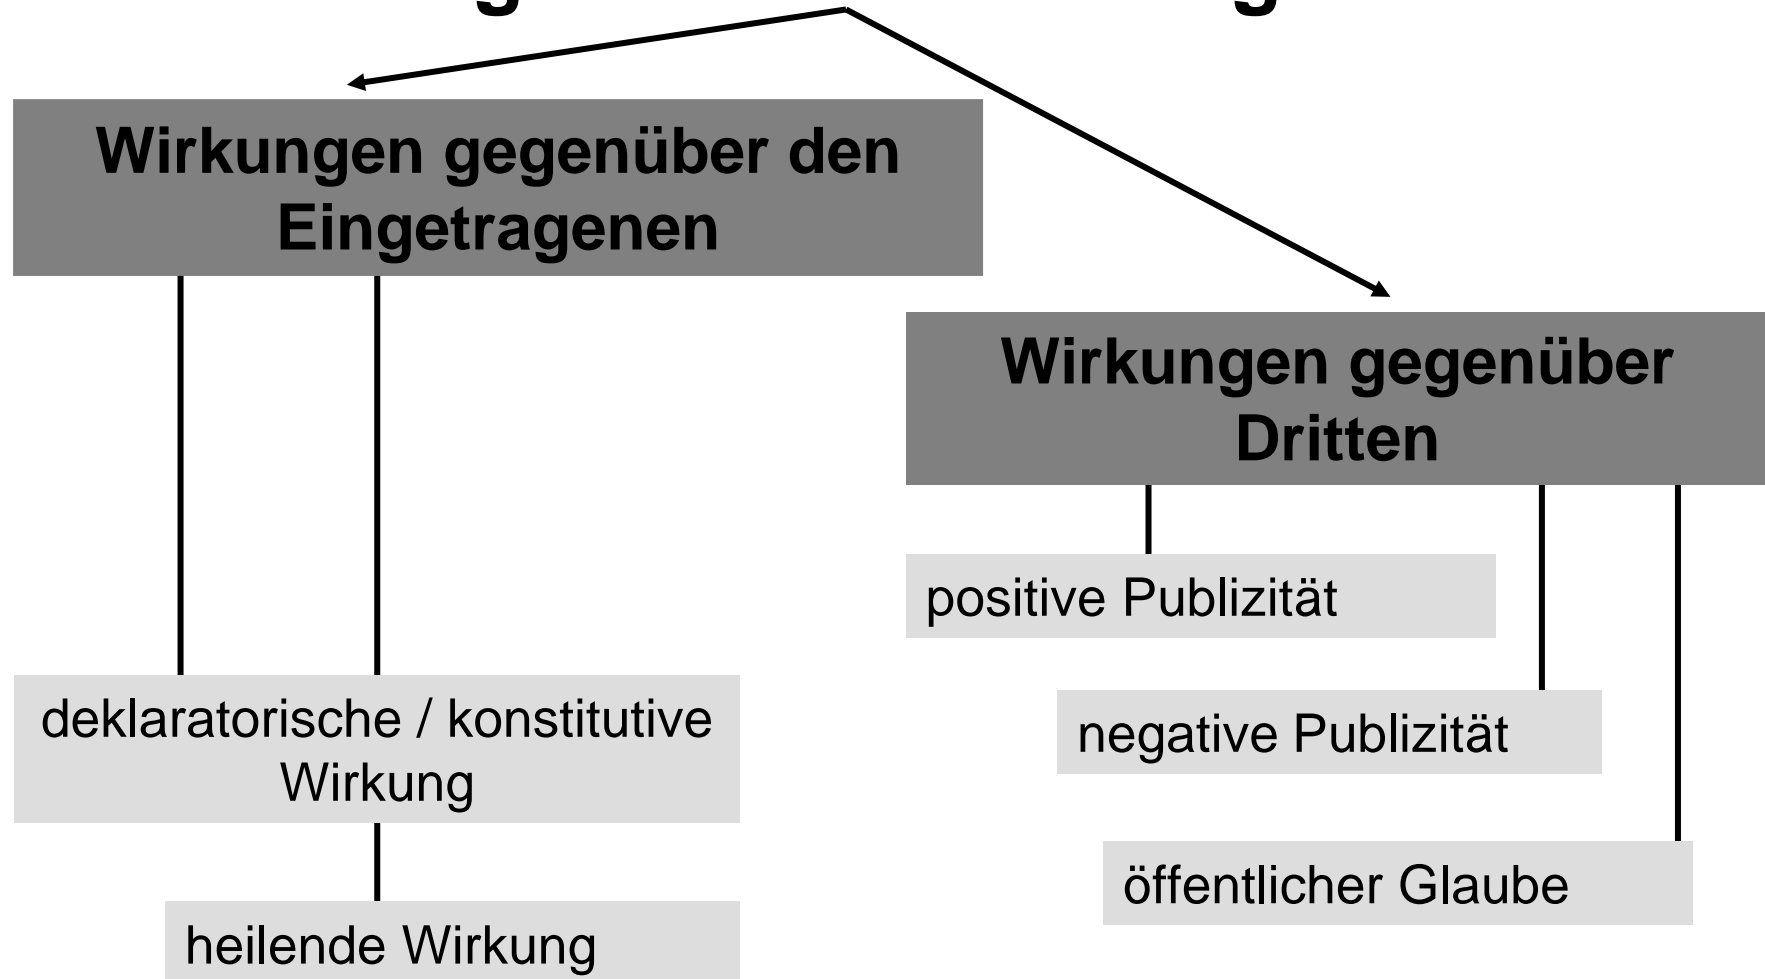 Wirkungen gegenüber den
Eingetragenen
Wirkungen gegenüber
Dritten
positive Publizität
deklaratorische / konstitutive
Wirkung
negative Publizität
öffentlicher Glaube
heilende Wirkung